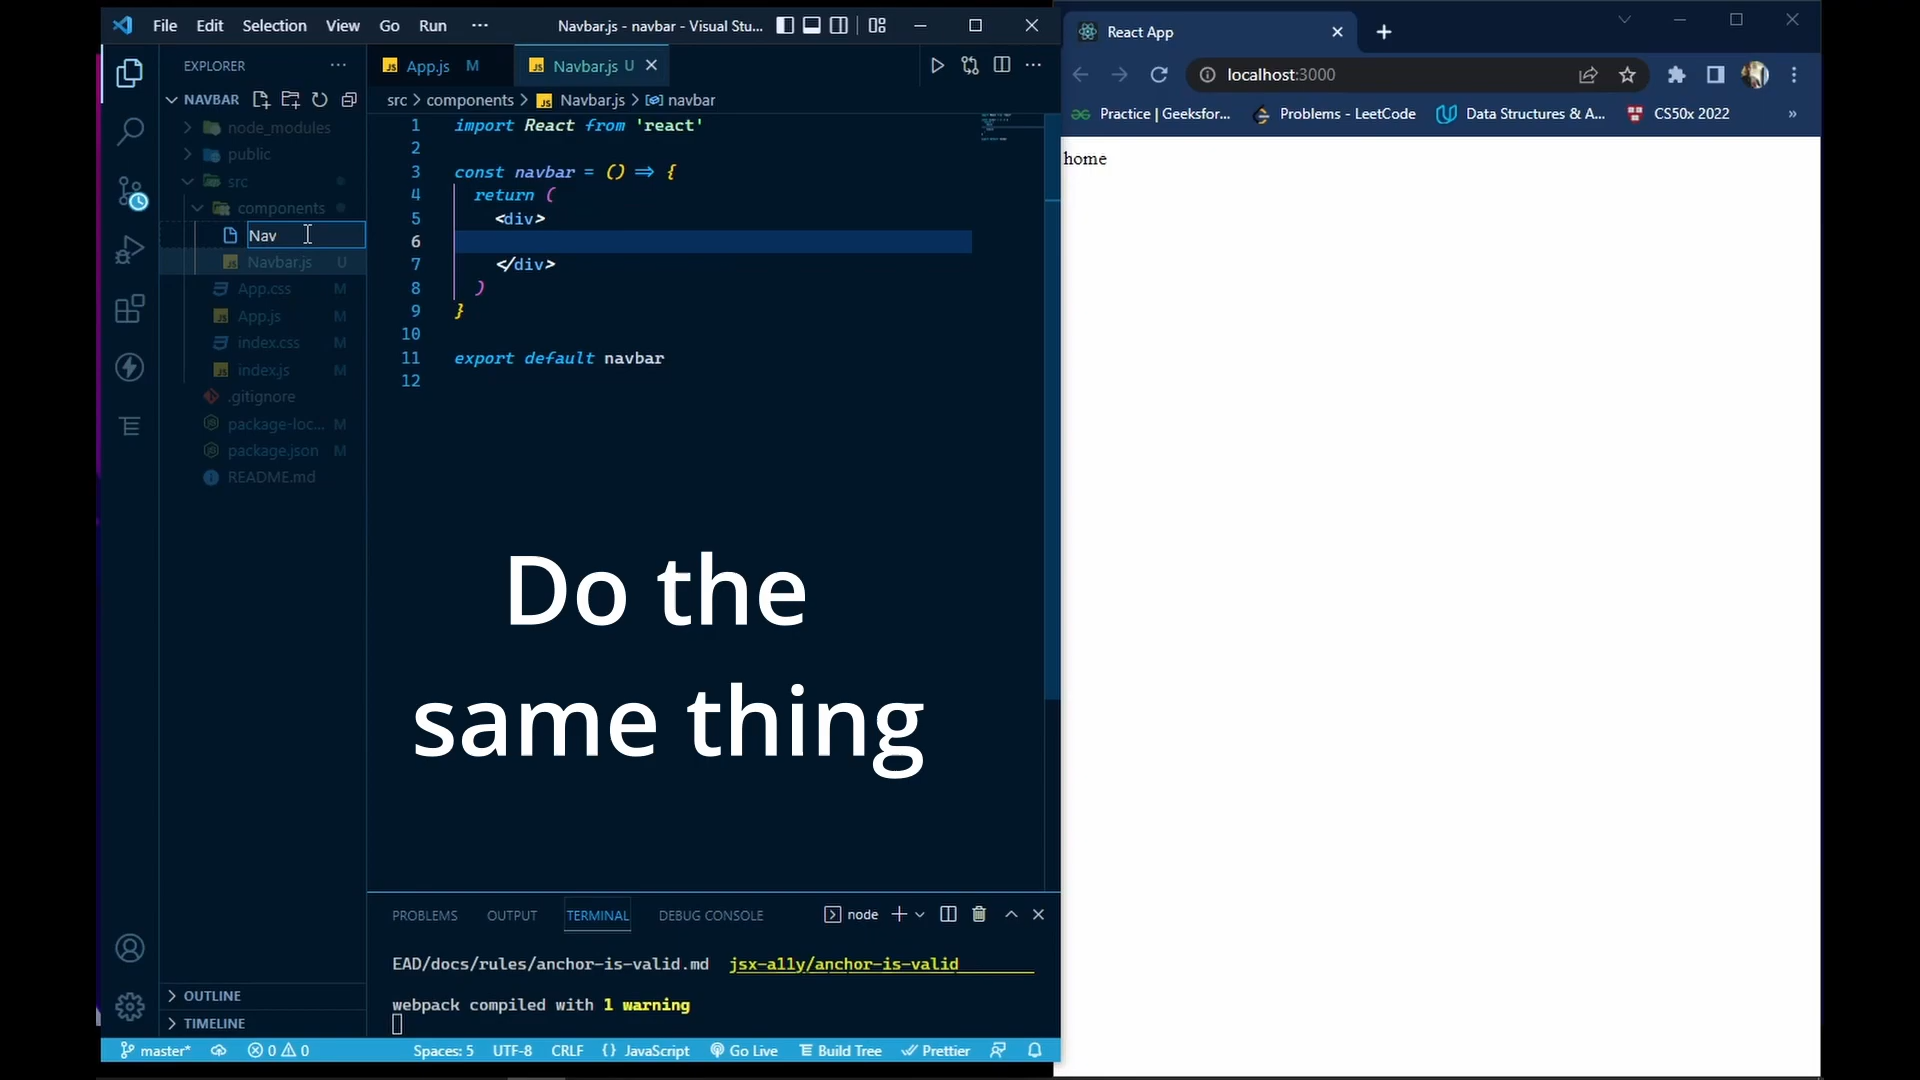 File Edit Selection View Go Run ··· Navbar.js - navbar - Visual Stu...
EXPLORER ···
NAVBAR
node_modules
public
src
components
Nav
Navbar.js U
App.css M
App.js M
index.css M
index.js M
.gitignore
package-loc... M
package.json M
README.md
OUTLINE
TIMELINE
App.js M Navbar.js U
src > components > Navbar.js > navbar
1 import React from 'react'
2
3 const navbar = () => {
4 return (
5 <div>
6
7 </div>
8 )
9 }
10
11 export default navbar
12
Do the
same thing
PROBLEMS OUTPUT TERMINAL DEBUG CONSOLE node
EAD/docs/rules/anchor-is-valid.md jsx-a11y/anchor-is-valid
webpack compiled with 1 warning
master* 0 0 Spaces: 5 UTF-8 CRLF {} JavaScript Go Live Build Tree Prettier
React App
localhost:3000
Practice | Geeksfor... Problems - LeetCode Data Structures & A... CS50x 2022 »
home